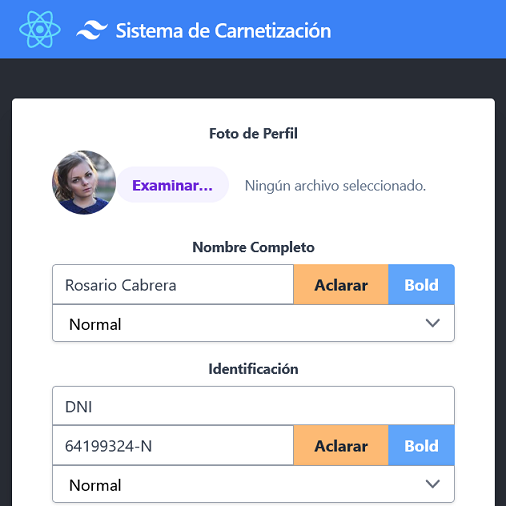 Sistema de Carnetización
Foto de Perfil
Examinar... Ningún archivo seleccionado.
Nombre Completo
Rosario Cabrera Aclarar Bold
Normal
Identificación
DNI
64199324-N Aclarar Bold
Normal